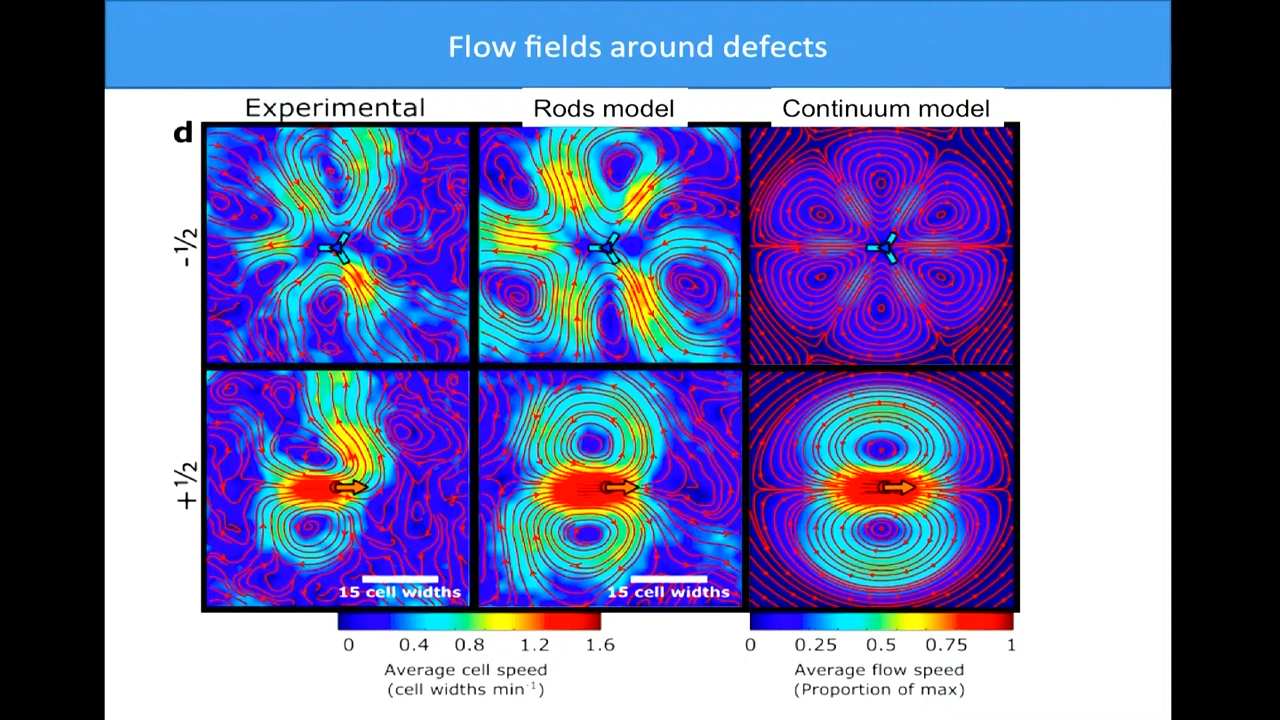 Flow fields around defects
Experimental Rods model Continuum model
d
-½
+½
15 cell widths 15 cell widths
0 0.4 0.8 1.2 1.6 0 0.25 0.5 0.75 1
Average cell speed Average flow speed
(cell widths min⁻¹) (Proportion of max)